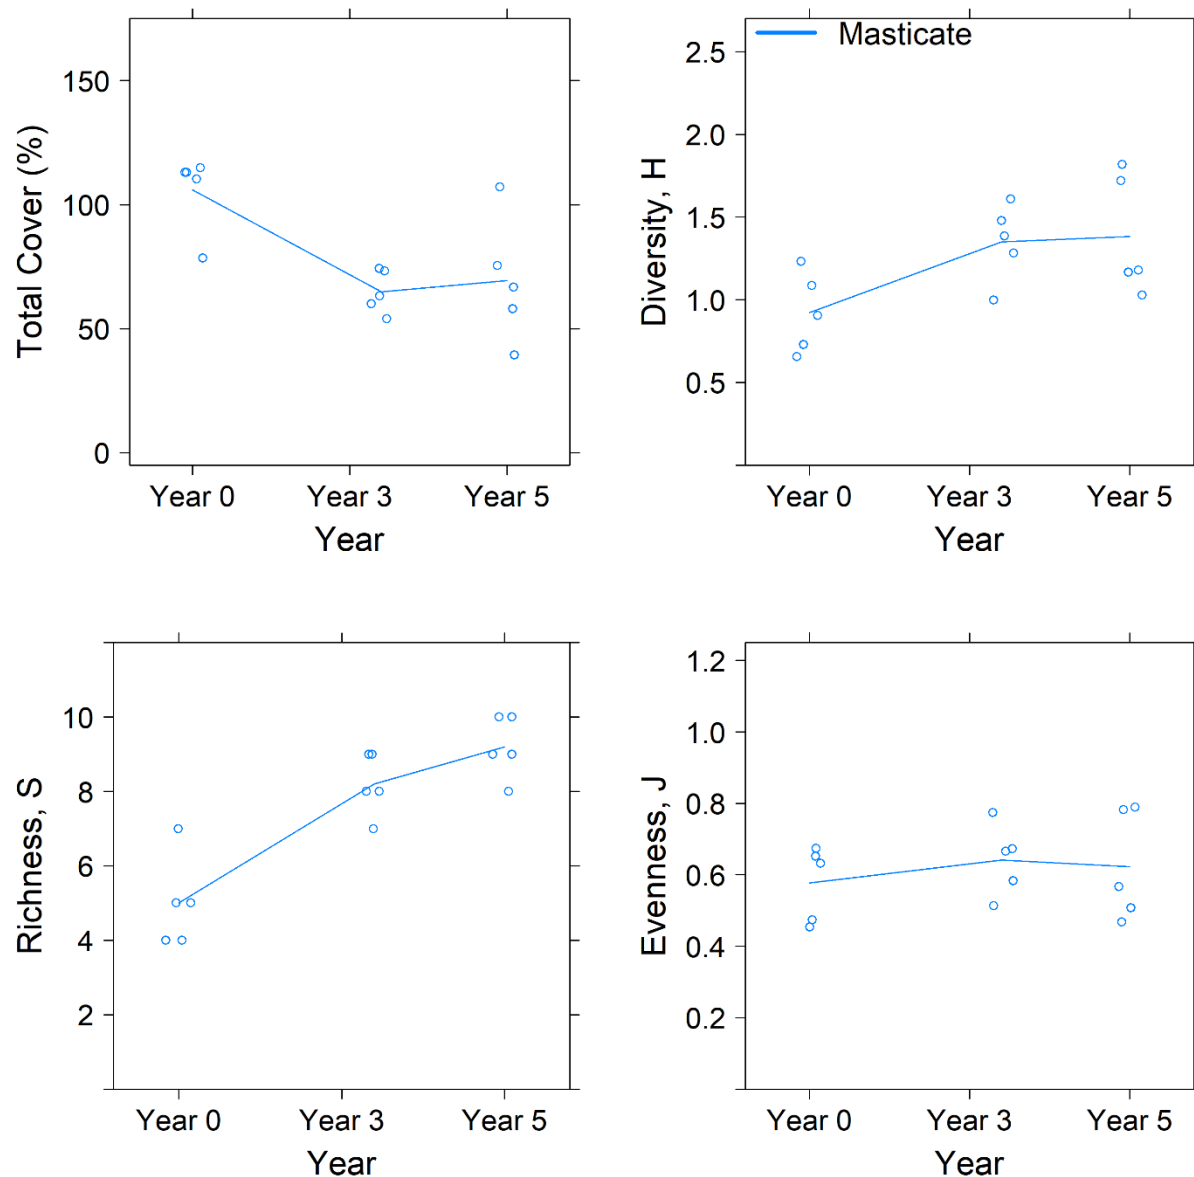 Total Cover (%)
150
100
50
0
Year 0 Year 3 Year 5
Year
Masticate
Diversity, H
2.5
2.0
1.5
1.0
0.5
Year 0 Year 3 Year 5
Year
Richness, S
10
8
6
4
2
Year 0 Year 3 Year 5
Year
Evenness, J
1.2
1.0
0.8
0.6
0.4
0.2
Year 0 Year 3 Year 5
Year